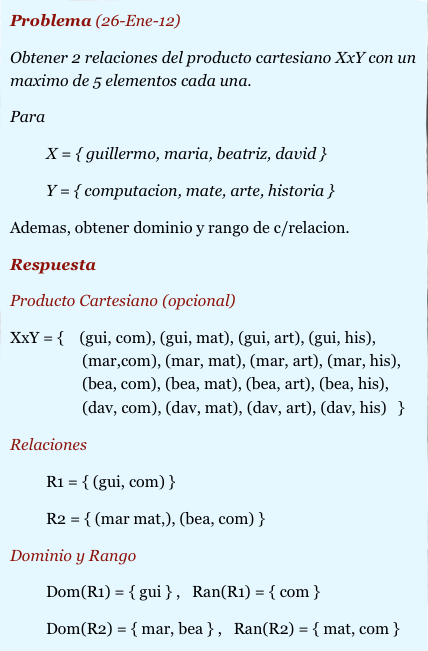 Problema (26-Ene-12)
Obtener 2 relaciones del producto cartesiano XxY con un
maximo de 5 elementos cada una.
Para
X = { guillermo, maria, beatriz, david }
Y = { computacion, mate, arte, historia }
Ademas, obtener dominio y rango de c/relacion.
Respuesta
Producto Cartesiano (opcional)
XxY = { (gui, com), (gui, mat), (gui, art), (gui, his),
(mar,com), (mar, mat), (mar, art), (mar, his),
(bea, com), (bea, mat), (bea, art), (bea, his),
(dav, com), (dav, mat), (dav, art), (dav, his) }
Relaciones
R1 = { (gui, com) }
R2 = { (mar mat,), (bea, com) }
Dominio y Rango
Dom(R1) = { gui } , Ran(R1) = { com }
Dom(R2) = { mar, bea } , Ran(R2) = { mat, com }